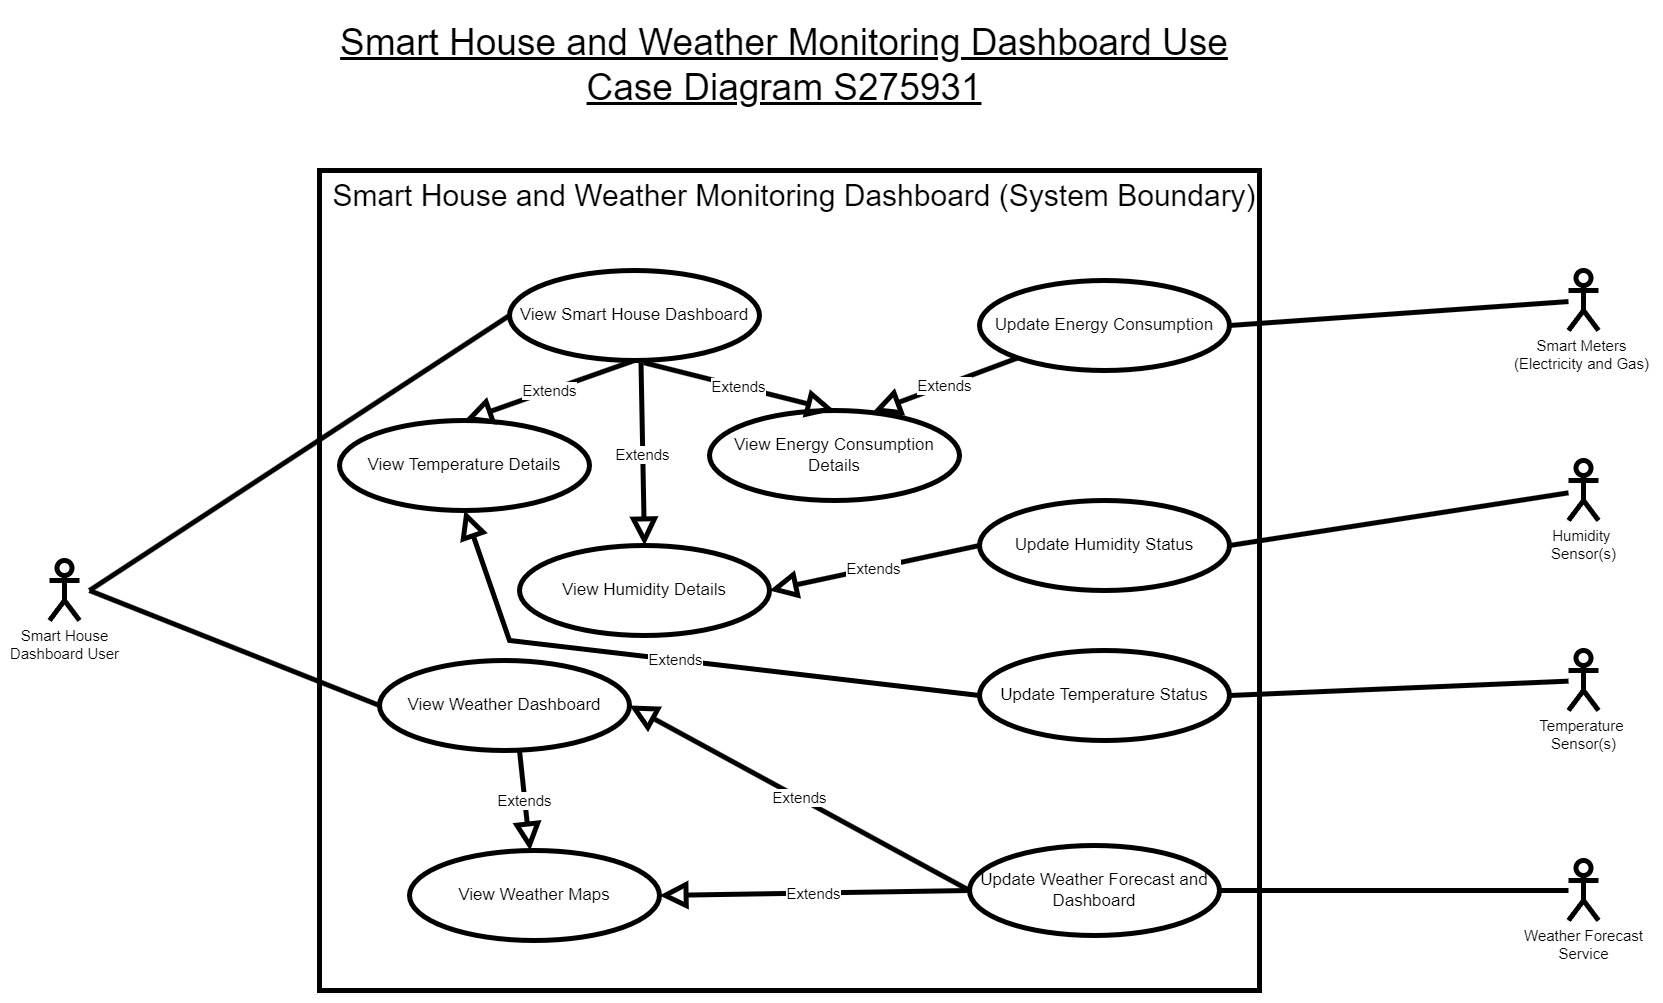 Smart House and Weather Monitoring Dashboard Use
Case Diagram S275931
Smart House and Weather Monitoring Dashboard (System Boundary)
View Smart House Dashboard
Update Energy Consumption
Smart Meters
(Electricity and Gas)
Extends
Extends
Extends
View Temperature Details
Extends
View Energy Consumption
Details
Update Humidity Status
Humidity
Sensor(s)
Extends
View Humidity Details
Smart House
Dashboard User
Extends
Update Temperature Status
Temperature
Sensor(s)
View Weather Dashboard
Extends
Extends
View Weather Maps
Extends
Update Weather Forecast and
Dashboard
Weather Forecast
Service